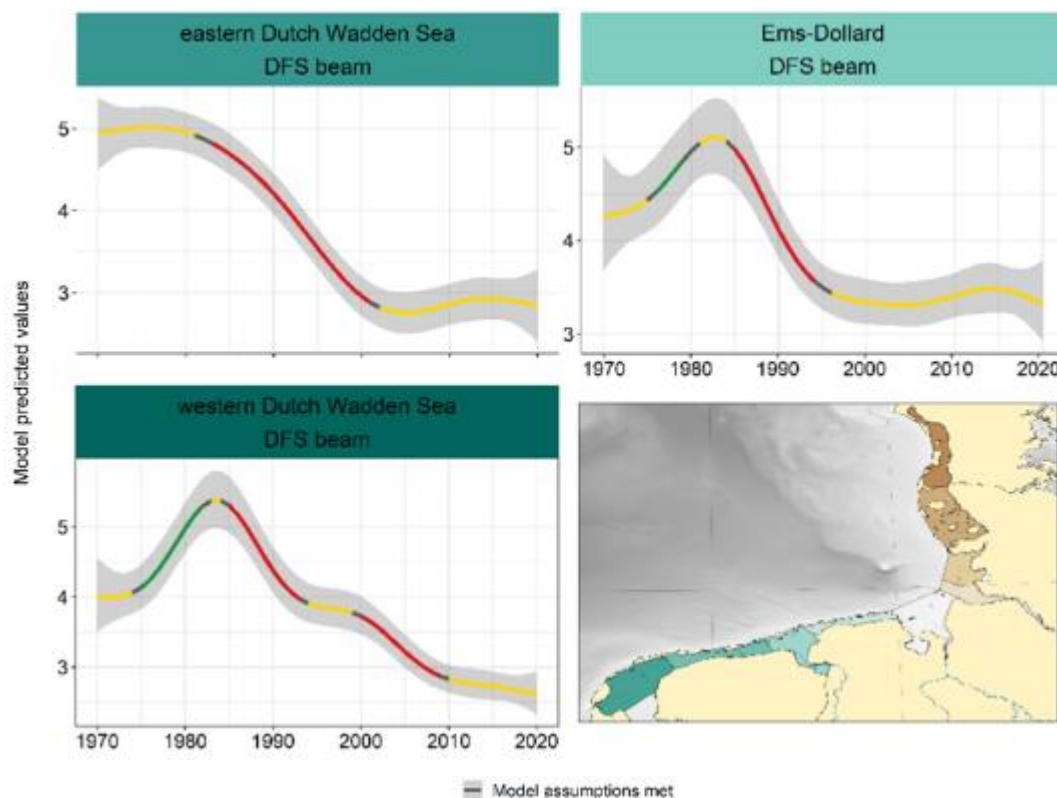 eastern Dutch Wadden Sea
DFS beam
Ems-Dollard
DFS beam
5
4
3
5
4
3
1970 1980 1990 2000 2010 2020
western Dutch Wadden Sea
DFS beam
Model predicted values
5
4
3
1970 1980 1990 2000 2010 2020
Model assumptions met